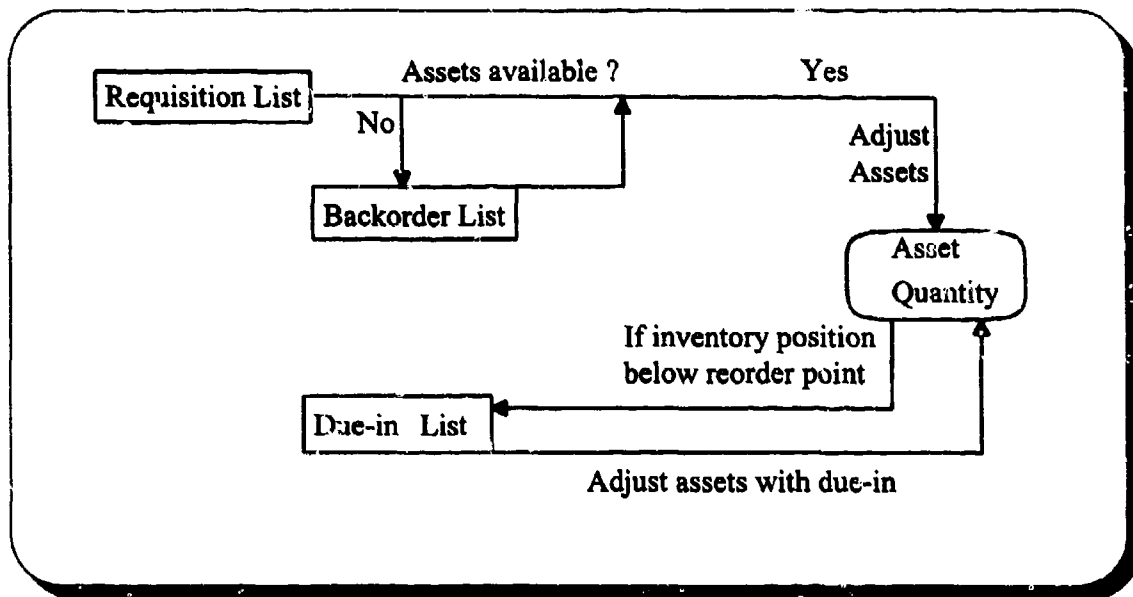 Assets available ?
Yes
Requisition List
No
Adjust
Assets
Backorder List
Asset
Quantity
If inventory position
below reorder point
Due-in List
Adjust assets with due-in